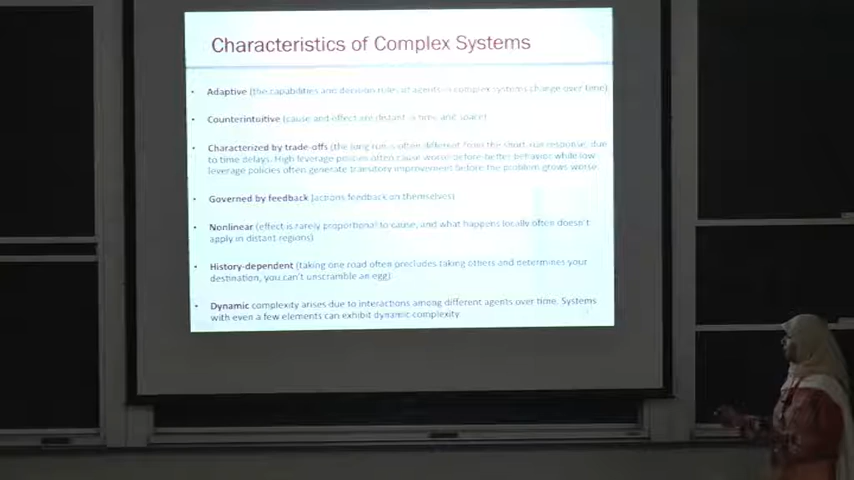 Characteristics of Complex Systems
• Adaptive (the capabilities and decision rules of agents in complex systems change over time)
• Counterintuitive (cause and effect are distant in time and space)
• Characterized by trade-offs (the long run is often different from the short-run response, due
to time delays. High leverage policies often cause worse-before-better behavior while low
leverage policies often generate transitory improvement before the problem grows worse.
• Governed by feedback (actions feedback on themselves)
• Nonlinear (effect is rarely proportional to cause, and what happens locally often doesn't
apply in distant regions)
• History-dependent (taking one road often precludes taking others and determines your
destination, you can't unscramble an egg)
• Dynamic complexity arises due to interactions among different agents over time. Systems
with even a few elements can exhibit dynamic complexity.